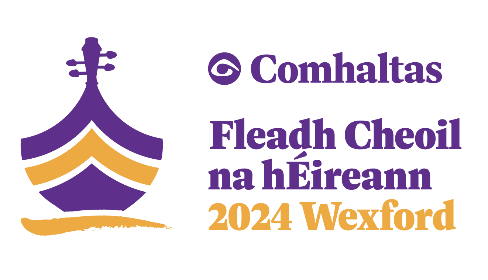 Comhaltas
Fleadh Cheoil
na hÉireann
2024 Wexford